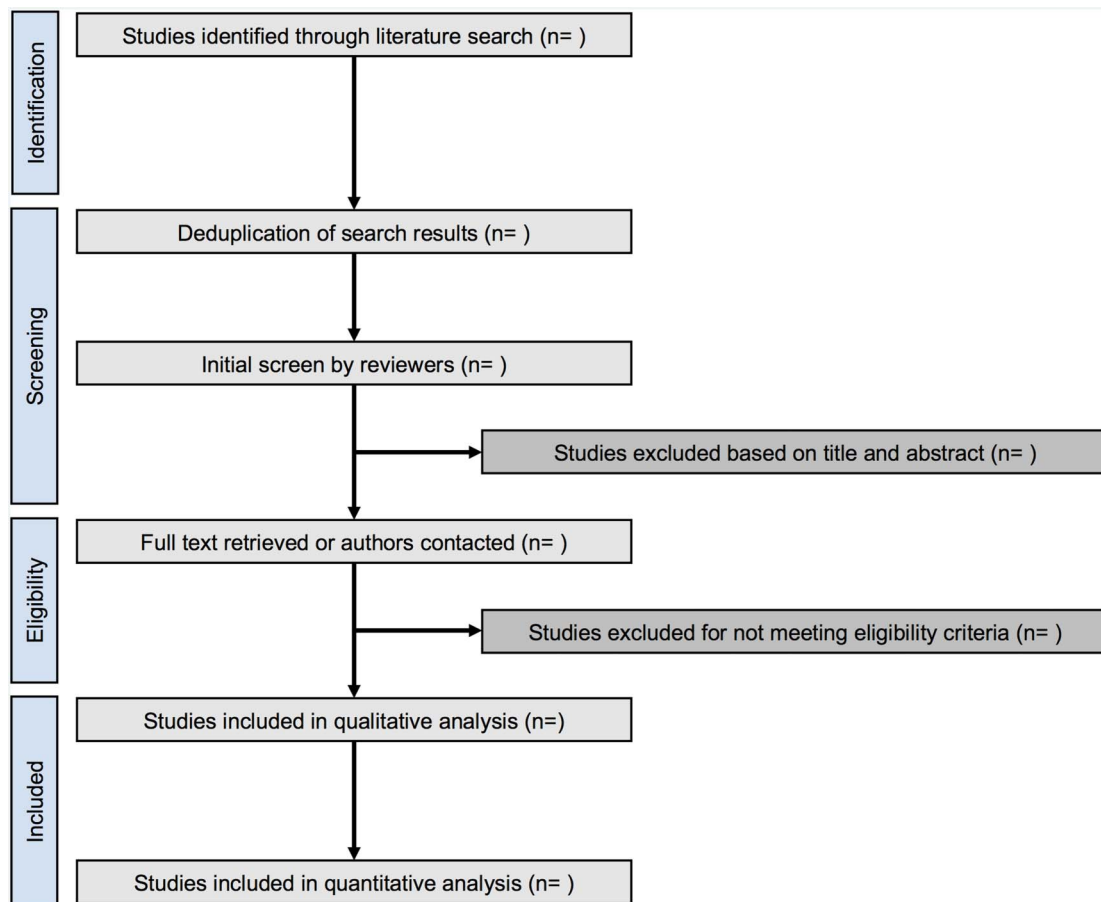 Identification
Studies identified through literature search (n= )
Screening
Deduplication of search results (n= )
Initial screen by reviewers (n= )
Studies excluded based on title and abstract (n= )
Eligibility
Full text retrieved or authors contacted (n= )
Studies excluded for not meeting eligibility criteria (n= )
Included
Studies included in qualitative analysis (n=)
Studies included in quantitative analysis (n= )